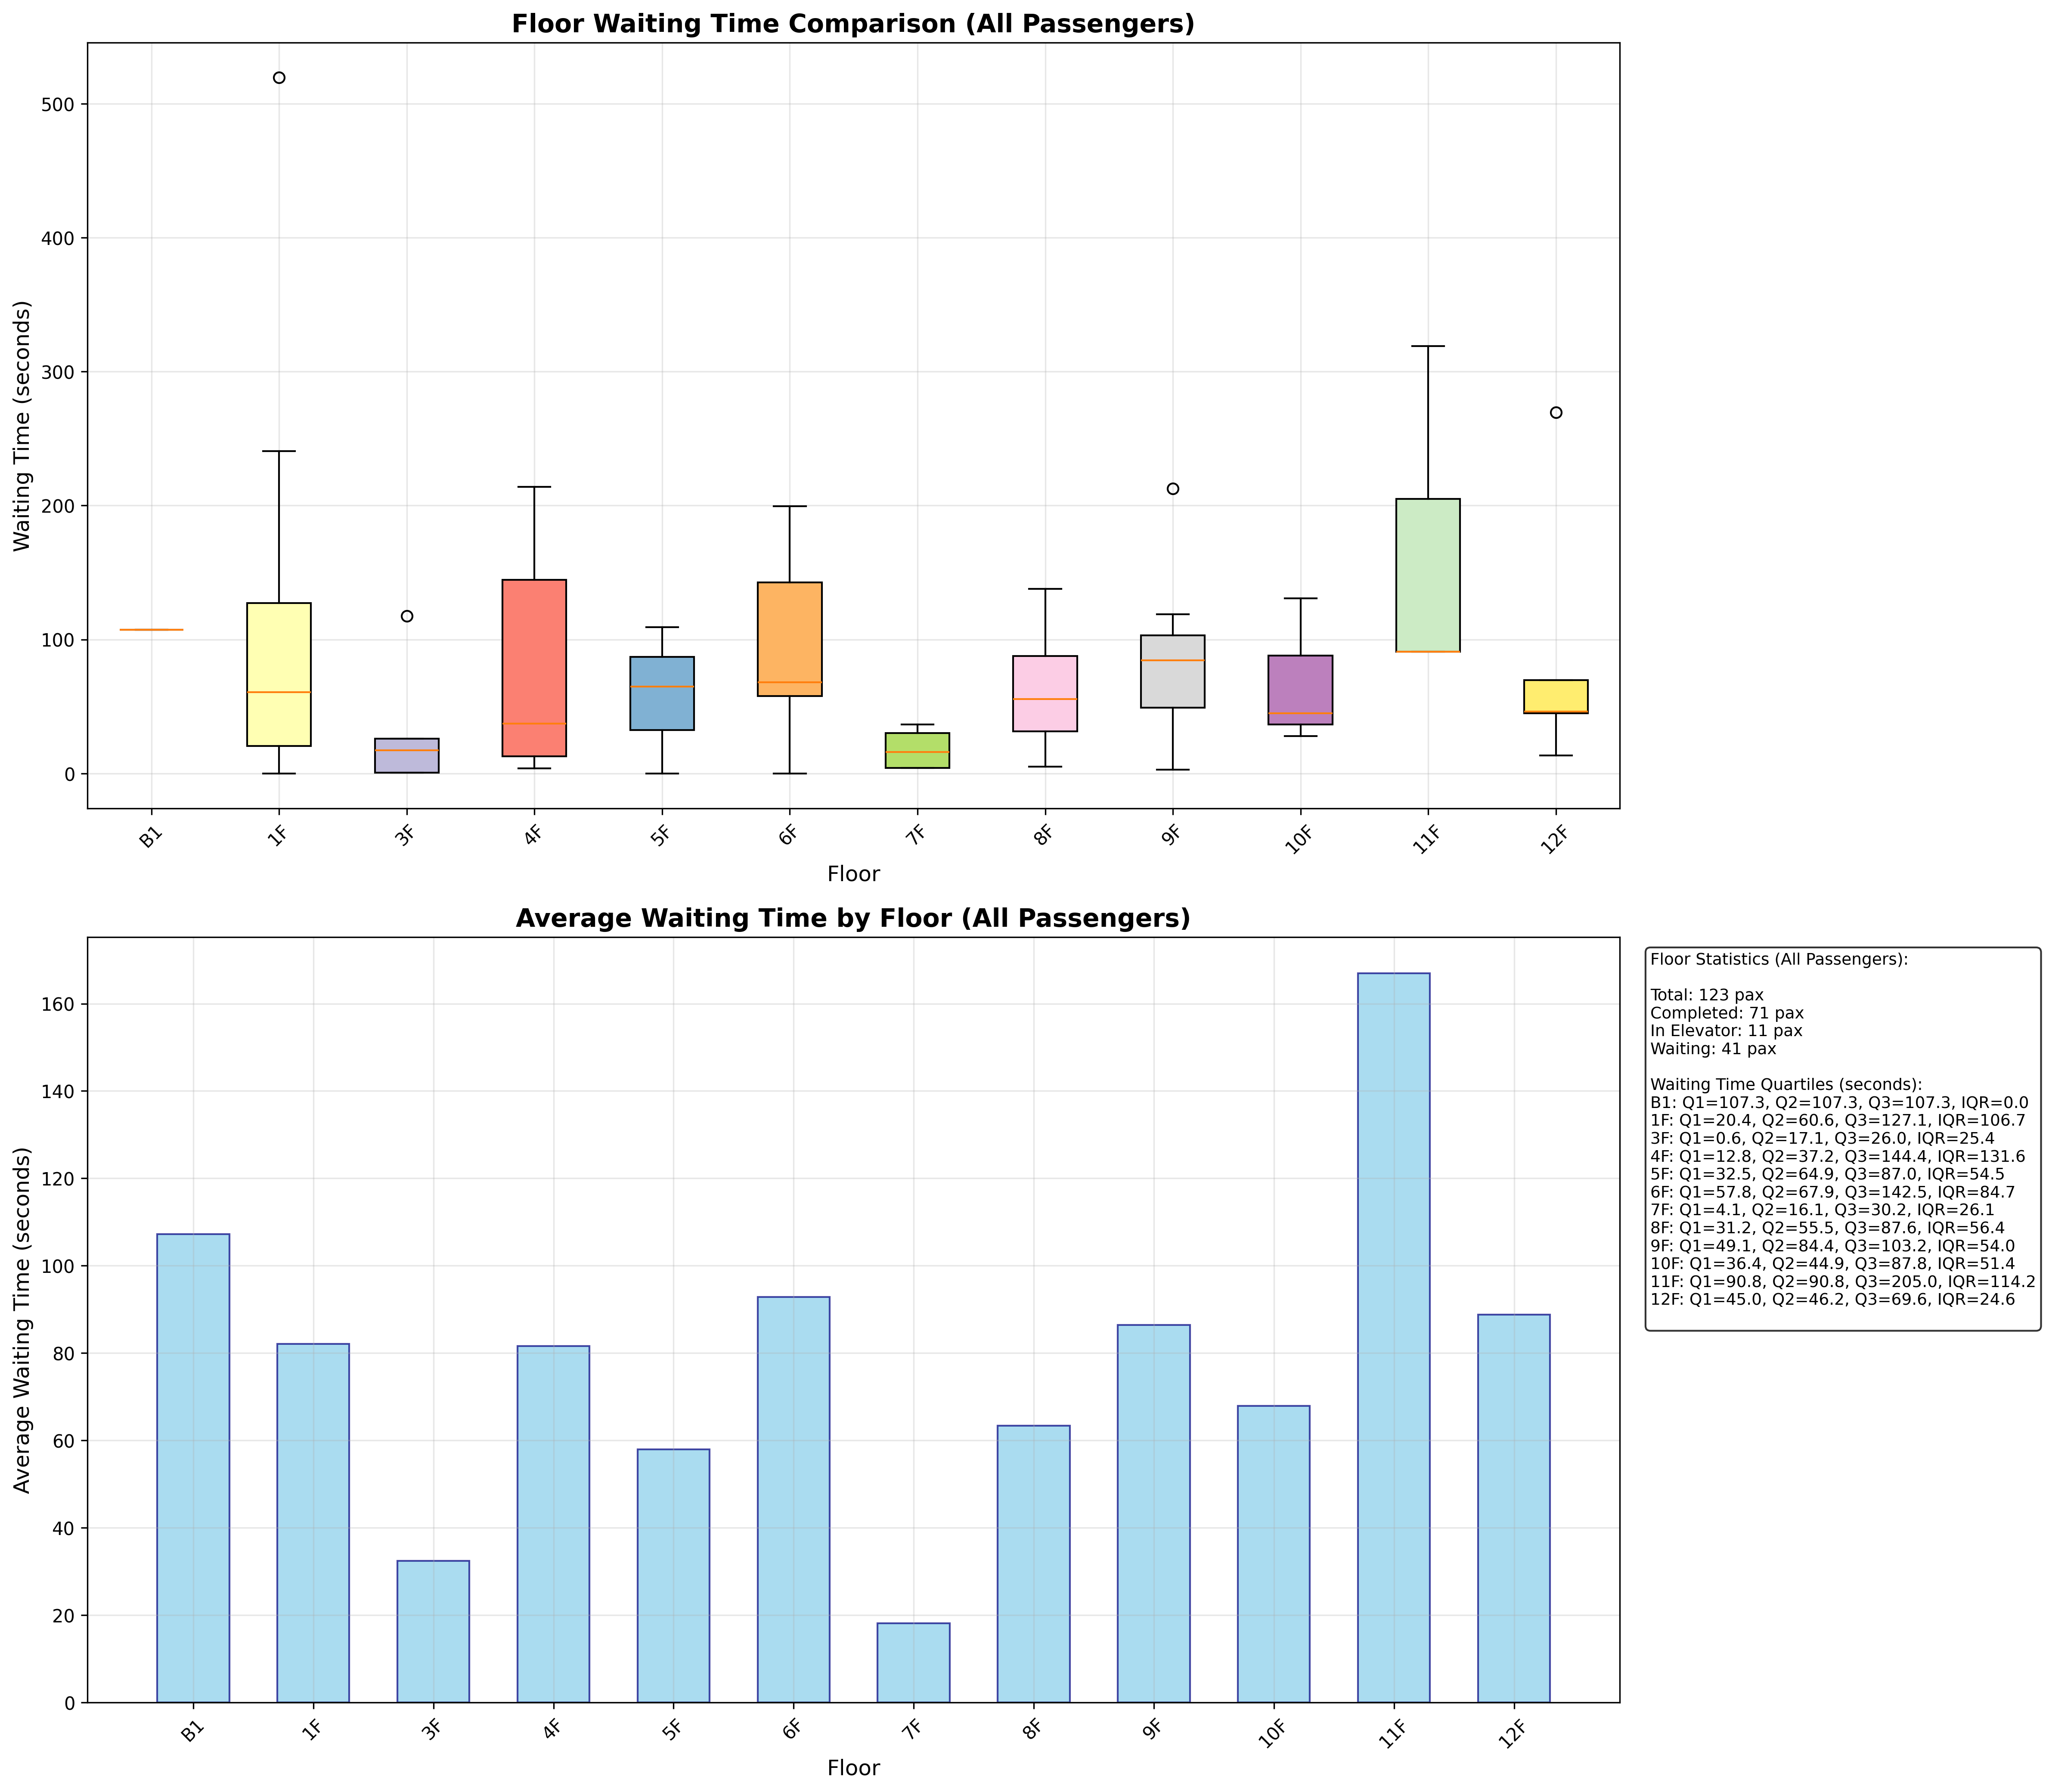 Floor Waiting Time Comparison (All Passengers)
Waiting Time (seconds)
500
400
300
200
100
0
B1 1F 3F 4F 5F 6F 7F 8F 9F 10F 11F 12F
Floor
Average Waiting Time by Floor (All Passengers)
Average Waiting Time (seconds)
160
140
120
100
80
60
40
20
0
B1 1F 3F 4F 5F 6F 7F 8F 9F 10F 11F 12F
Floor
Floor Statistics (All Passengers):
Total: 123 pax
Completed: 71 pax
In Elevator: 11 pax
Waiting: 41 pax
Waiting Time Quartiles (seconds):
B1: Q1=107.3, Q2=107.3, Q3=107.3, IQR=0.0
1F: Q1=20.4, Q2=60.6, Q3=127.1, IQR=106.7
3F: Q1=0.6, Q2=17.1, Q3=26.0, IQR=25.4
4F: Q1=12.8, Q2=37.2, Q3=144.4, IQR=131.6
5F: Q1=32.5, Q2=64.9, Q3=87.0, IQR=54.5
6F: Q1=57.8, Q2=67.9, Q3=142.5, IQR=84.7
7F: Q1=4.1, Q2=16.1, Q3=30.2, IQR=26.1
8F: Q1=31.2, Q2=55.5, Q3=87.6, IQR=56.4
9F: Q1=49.1, Q2=84.4, Q3=103.2, IQR=54.0
10F: Q1=36.4, Q2=44.9, Q3=87.8, IQR=51.4
11F: Q1=90.8, Q2=90.8, Q3=205.0, IQR=114.2
12F: Q1=45.0, Q2=46.2, Q3=69.6, IQR=24.6